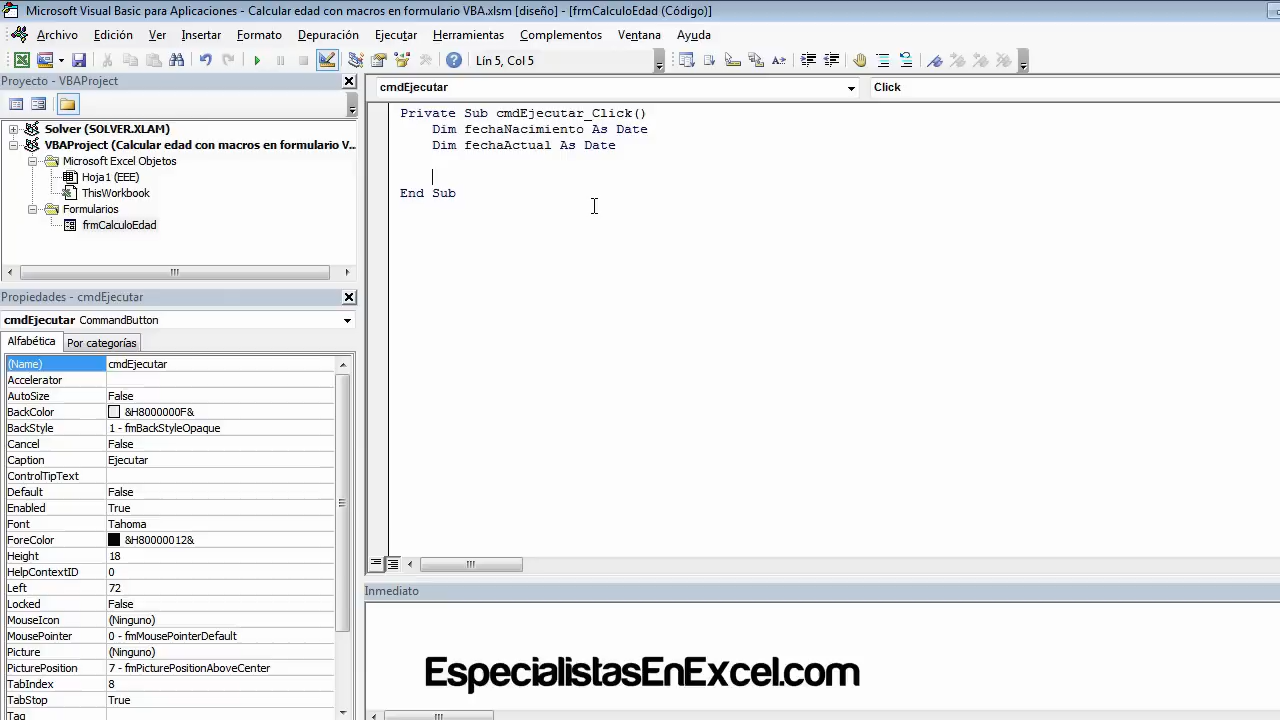 Microsoft Visual Basic para Aplicaciones - Calcular edad con macros en formulario VBA.xlsm [diseño] - [frmCalculoEdad (Código)]
Archivo Edición Ver Insertar Formato Depuración Ejecutar Herramientas Complementos Ventana Ayuda
Lín 5, Col 5
Proyecto - VBAProject
Solver (SOLVER.XLAM)
VBAProject (Calcular edad con macros en formulario V...
Microsoft Excel Objetos
Hoja1 (EEE)
ThisWorkbook
Formularios
frmCalculoEdad
Propiedades - cmdEjecutar
cmdEjecutar CommandButton
Alfabética Por categorías
(Name) cmdEjecutar
Accelerator
AutoSize False
BackColor &H8000000F&
BackStyle 1 - fmBackStyleOpaque
Cancel False
Caption Ejecutar
ControlTipText
Default False
Enabled True
Font Tahoma
ForeColor &H80000012&
Height 18
HelpContextID 0
Left 72
Locked False
MouseIcon (Ninguno)
MousePointer 0 - fmMousePointerDefault
Picture (Ninguno)
PicturePosition 7 - fmPicturePositionAboveCenter
TabIndex 8
TabStop True
Tag
cmdEjecutar Click
Private Sub cmdEjecutar_Click()
Dim fechaNacimiento As Date
Dim fechaActual As Date
End Sub
Inmediato
EspecialistasEnExcel.com